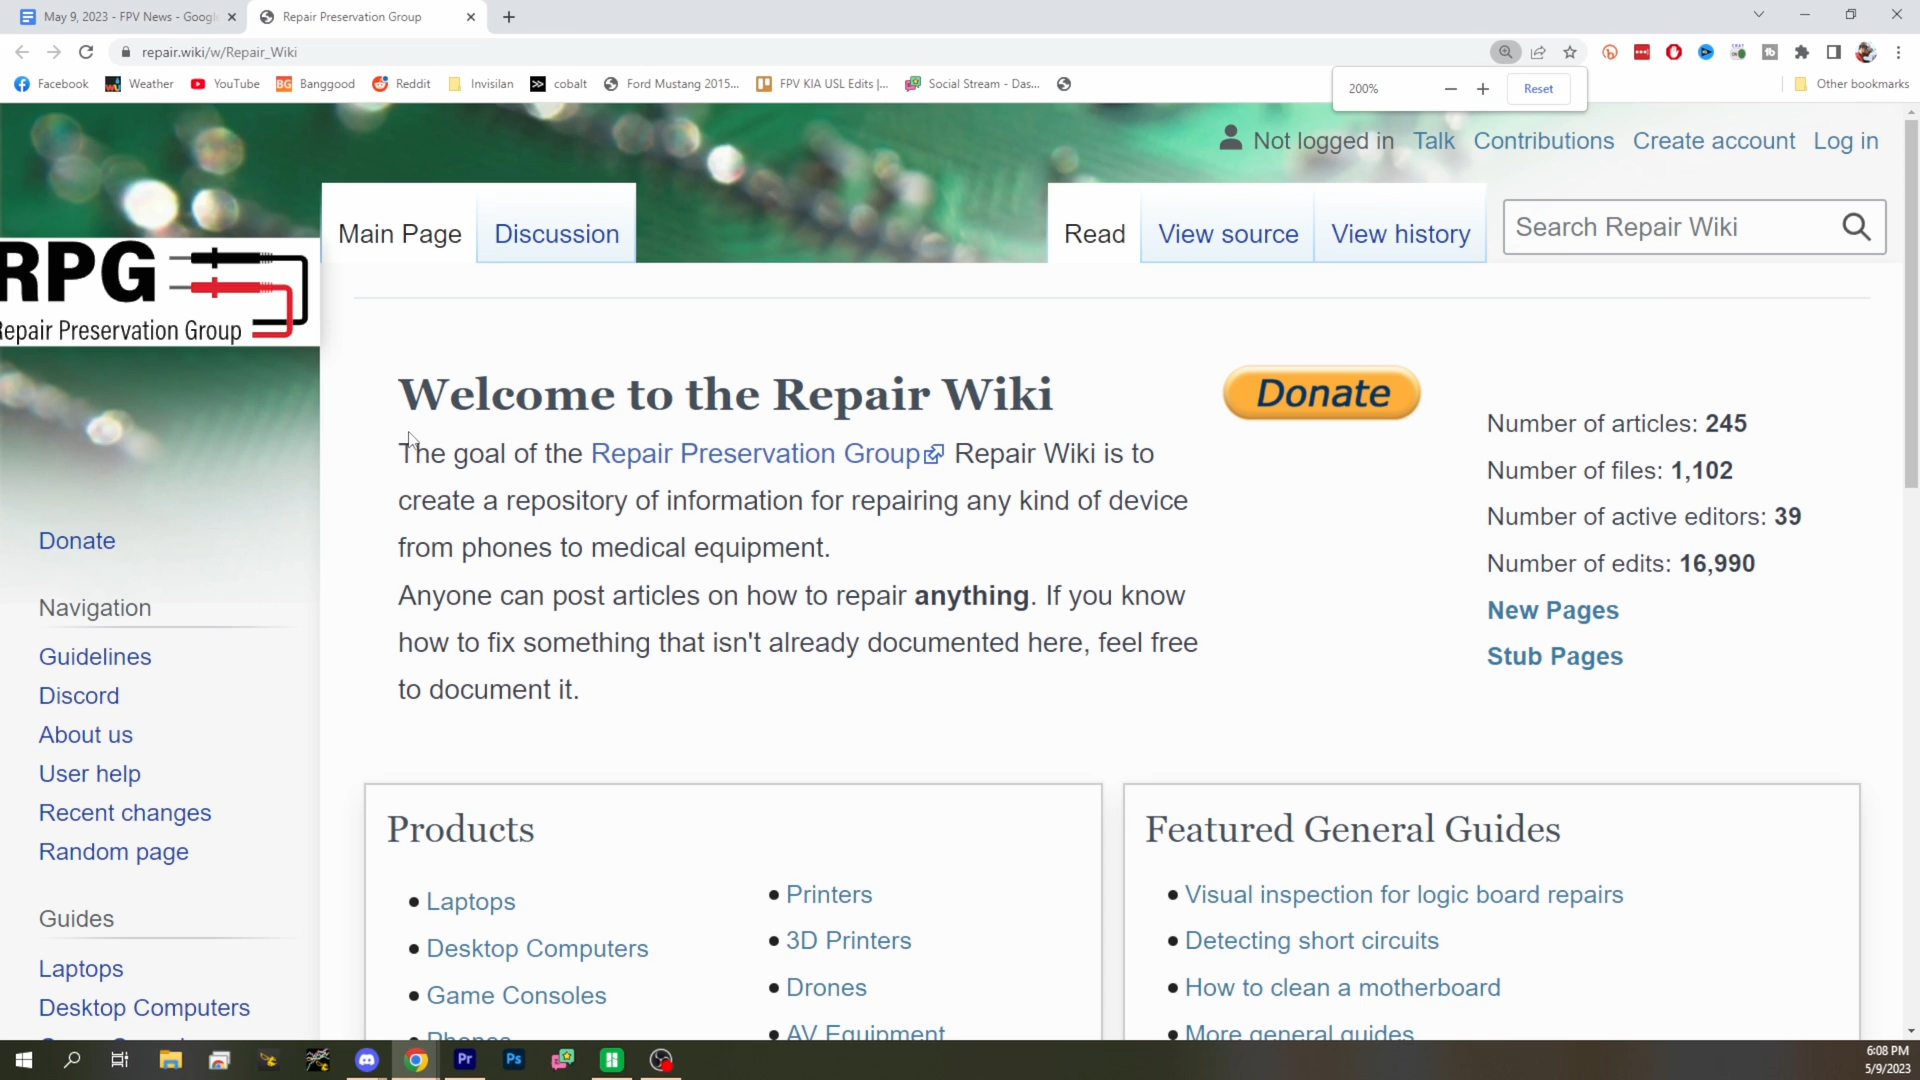 May 9, 2023 - FPV News - Googl
Repair Preservation Group
repair.wiki/w/Repair_Wiki
Facebook
Weather
YouTube
BG Banggood
Reddit
Invisilan
cobalt
Ford Mustang 2015...
FPV KIA USL Edits |...
Social Stream - Das...
Other bookmarks
200%
Reset
Not logged in Talk Contributions Create account Log in
Main Page
Discussion
Read
View source
View history
Search Repair Wiki
RPG
epair Preservation Group
Welcome to the Repair Wiki
The goal of the Repair Preservation Group Repair Wiki is to
create a repository of information for repairing any kind of device
from phones to medical equipment.
Anyone can post articles on how to repair anything. If you know
how to fix something that isn't already documented here, feel free
to document it.
Donate
Number of articles: 245
Number of files: 1,102
Number of active editors: 39
Number of edits: 16,990
New Pages
Stub Pages
Donate
Navigation
Guidelines
Discord
About us
User help
Recent changes
Random page
Guides
Laptops
Desktop Computers
Products
Laptops
Desktop Computers
Game Consoles
Phones
Printers
3D Printers
Drones
AV Equipment
Featured General Guides
Visual inspection for logic board repairs
Detecting short circuits
How to clean a motherboard
More general guides
Pr
Ps
6:08 PM
5/9/2023